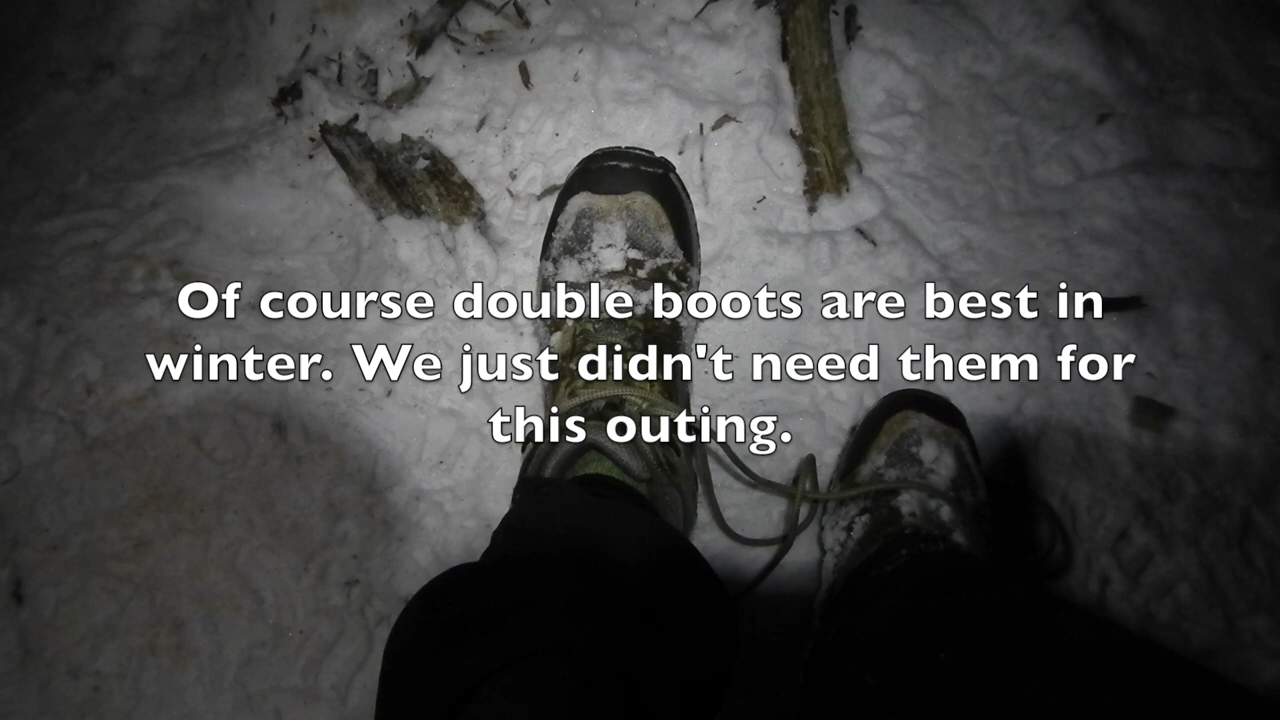 Of course double boots are best in
winter. We just didn't need them for
this outing.